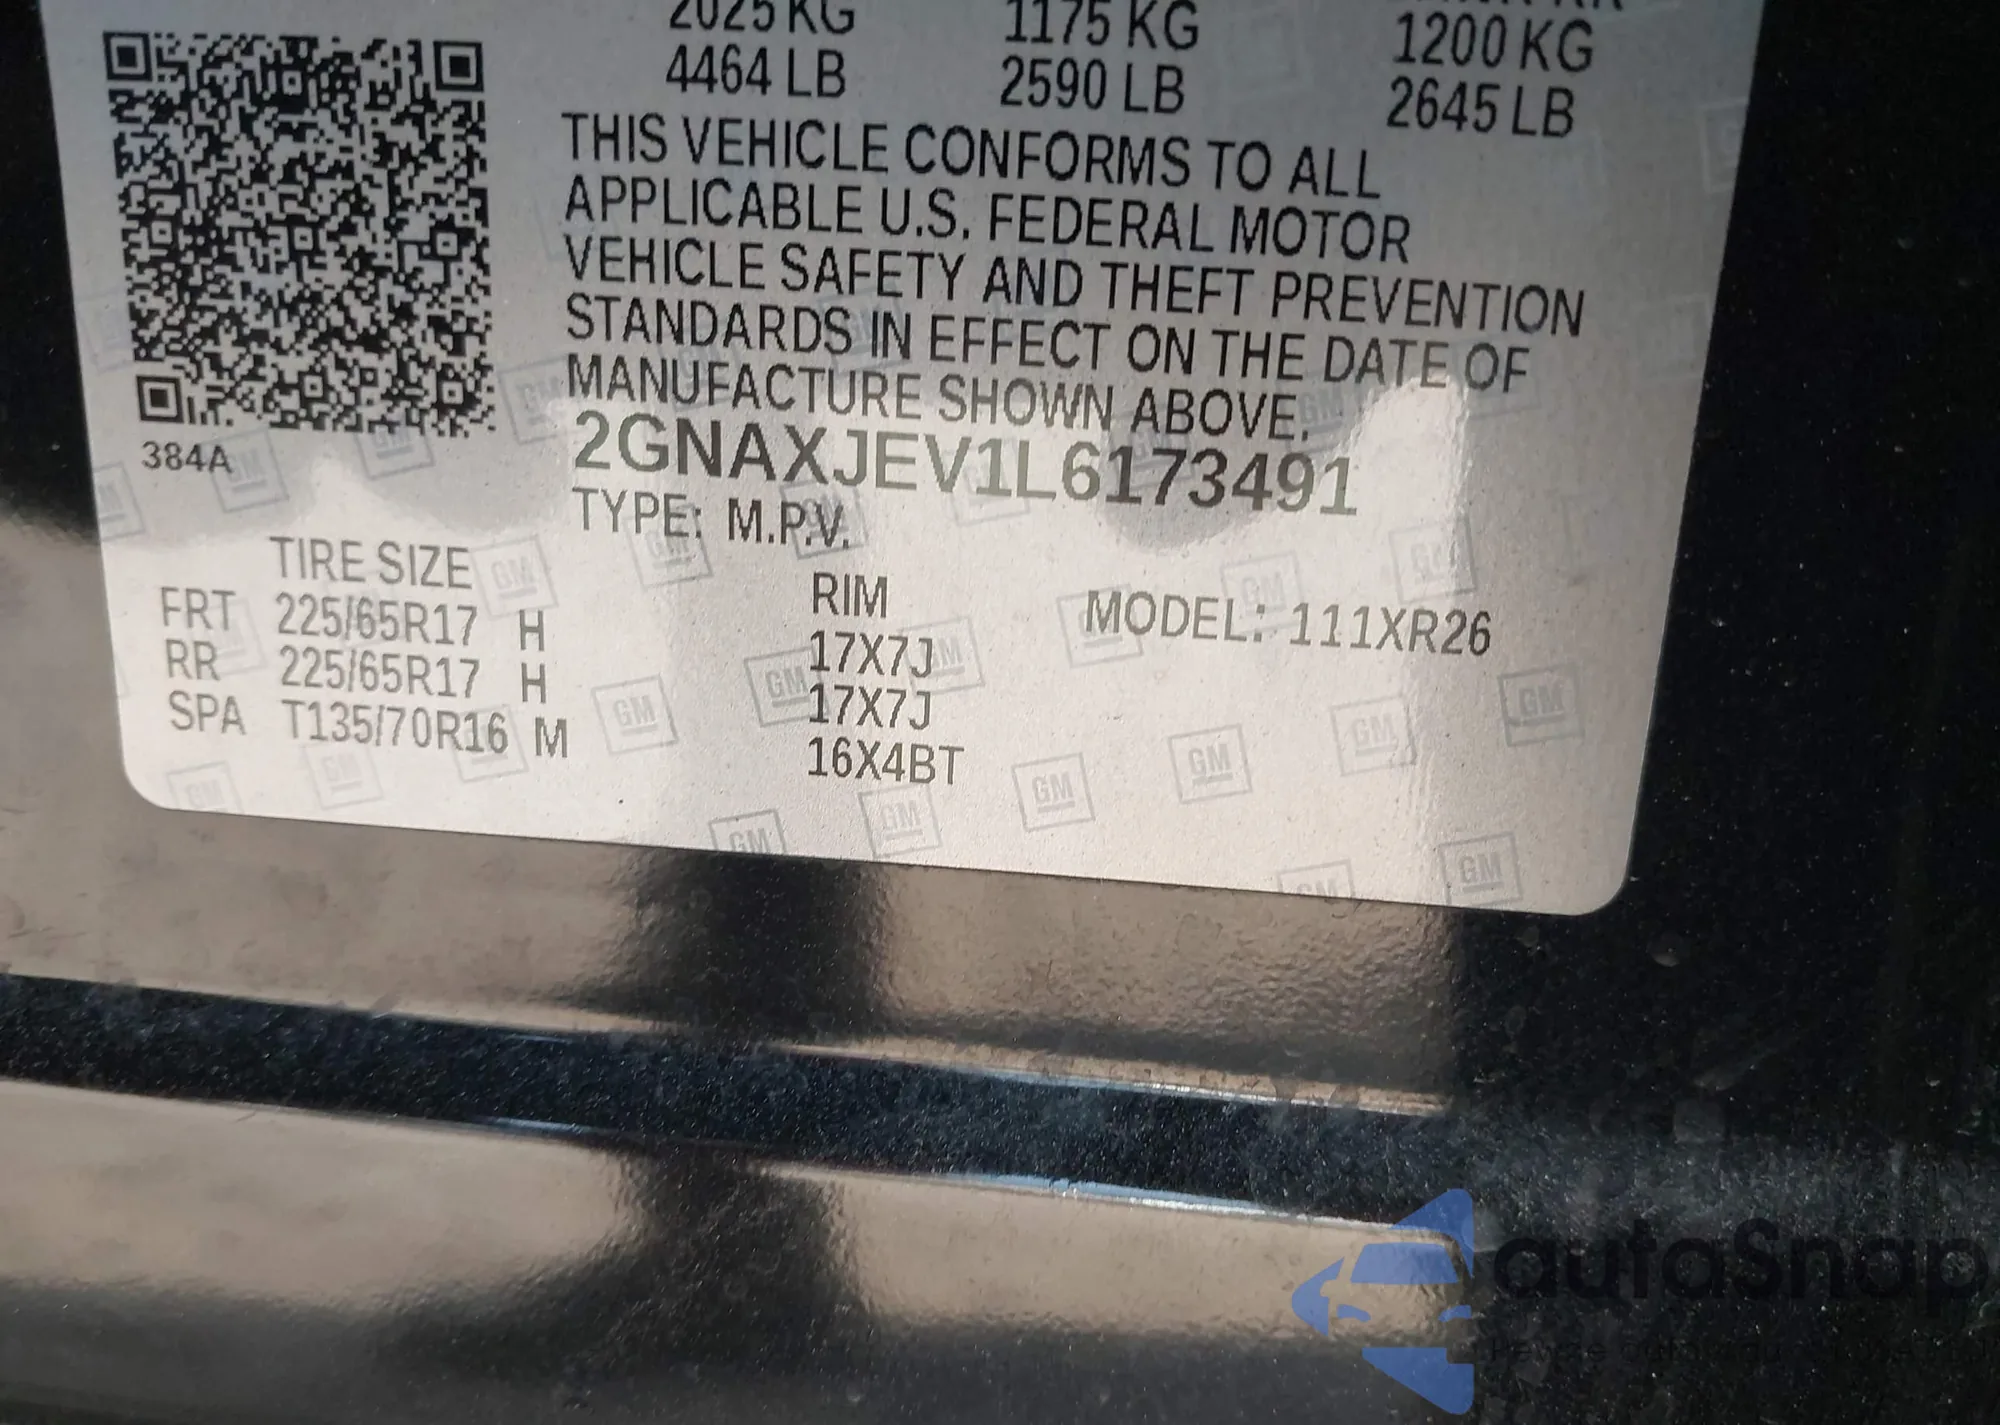 2025 KG 1175 KG 1200 KG
4464 LB 2590 LB 2645 LB
THIS VEHICLE CONFORMS TO ALL
APPLICABLE U.S. FEDERAL MOTOR
VEHICLE SAFETY AND THEFT PREVENTION
STANDARDS IN EFFECT ON THE DATE OF
MANUFACTURE SHOWN ABOVE.
2GNAXJEV1L6173491
TYPE: M.P.V.
384A
TIRE SIZE RIM MODEL: 111XR26
FRT 225/65R17 H 17X7J
RR 225/65R17 H 17X7J
SPA T135/70R16 M 16X4BT
GM
autaSnap